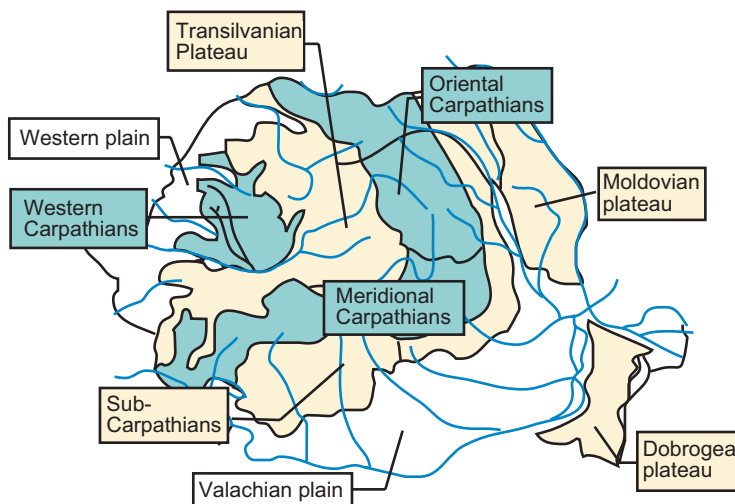 Transilvanian
Plateau
Oriental
Carpathians
Western plain
Moldovian
plateau
Western
Carpathians
Meridional
Carpathians
Sub-
Carpathians
Dobrogea
plateau
Valachian plain